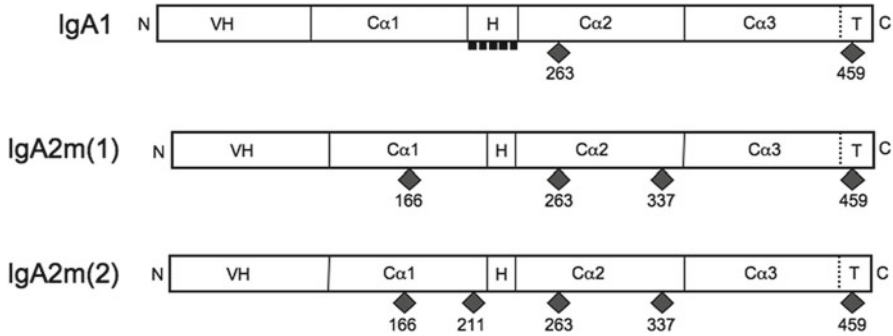 IgA1 N VH Cα1 H Cα2 Cα3 T C
263 459
IgA2m(1) N VH Cα1 H Cα2 Cα3 T C
166 263 337 459
IgA2m(2) N VH Cα1 H Cα2 Cα3 T C
166 211 263 337 459